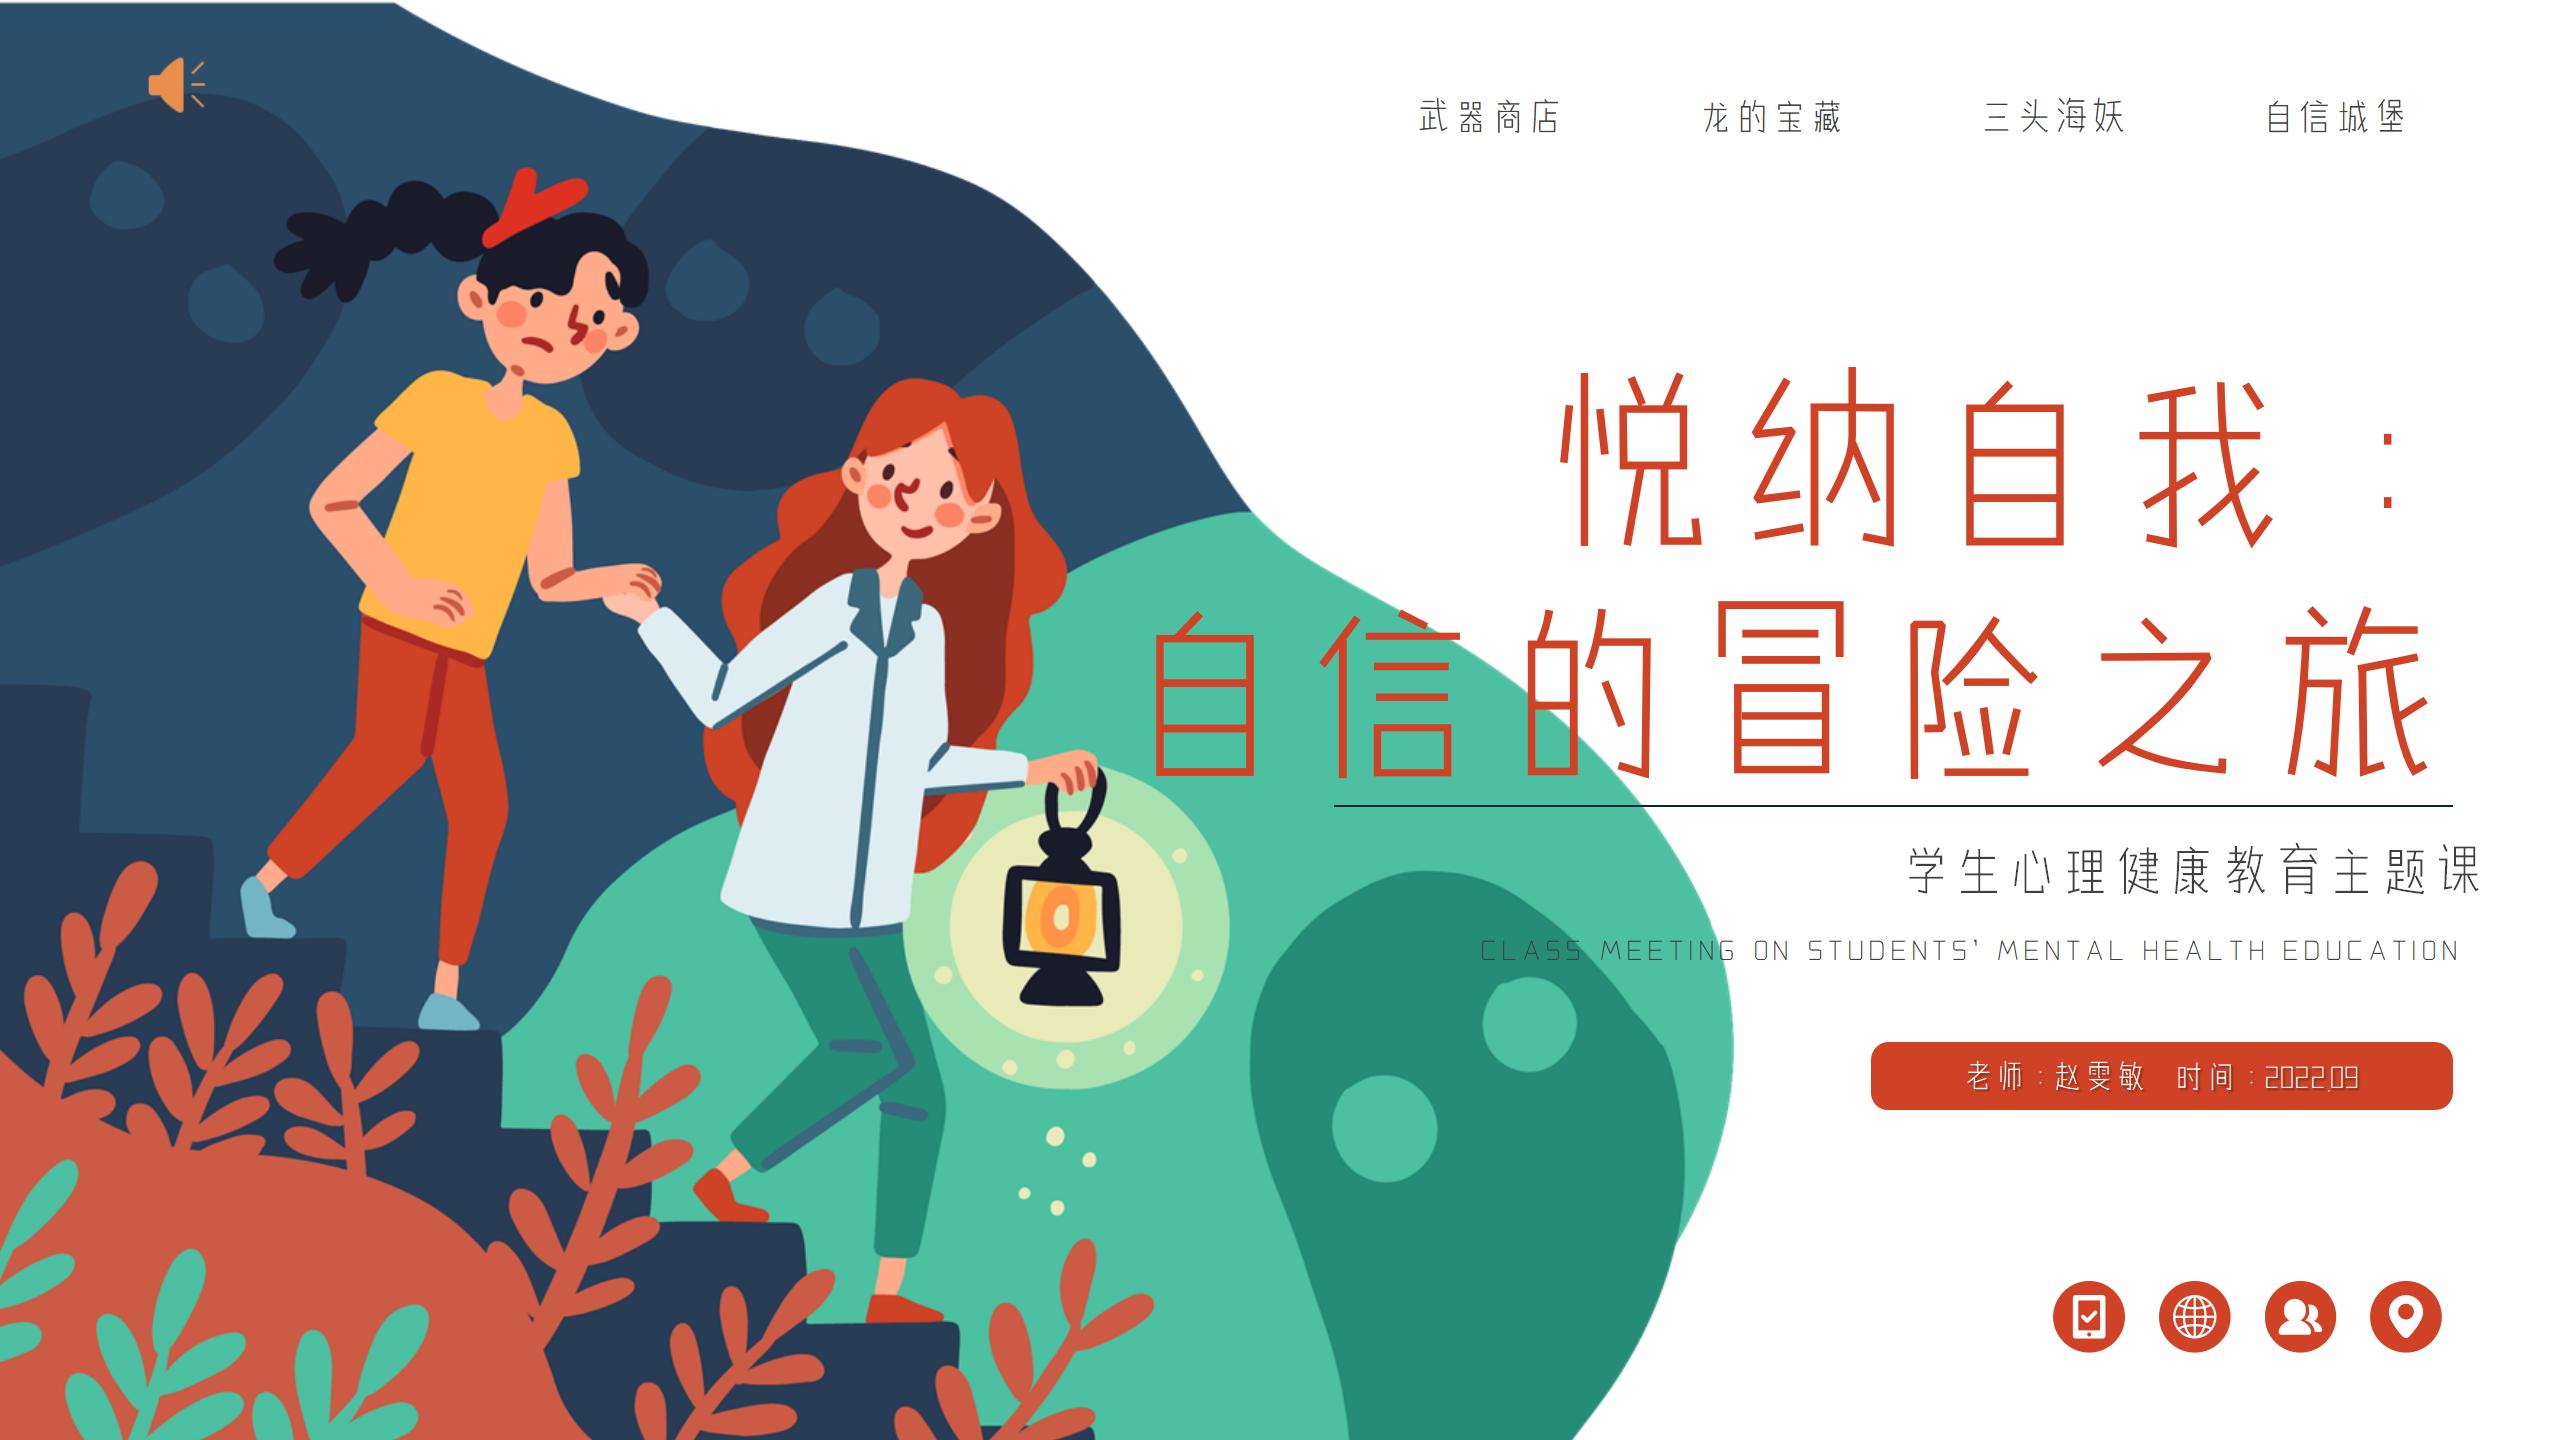 武器商店 龙的宝藏 三头海妖 自信城堡
悦纳自我：
自信的冒险之旅
学生心理健康教育主题课
CLASS MEETING ON STUDENTS' MENTAL HEALTH EDUCATION
老师：赵雯敏 时间：2022.09